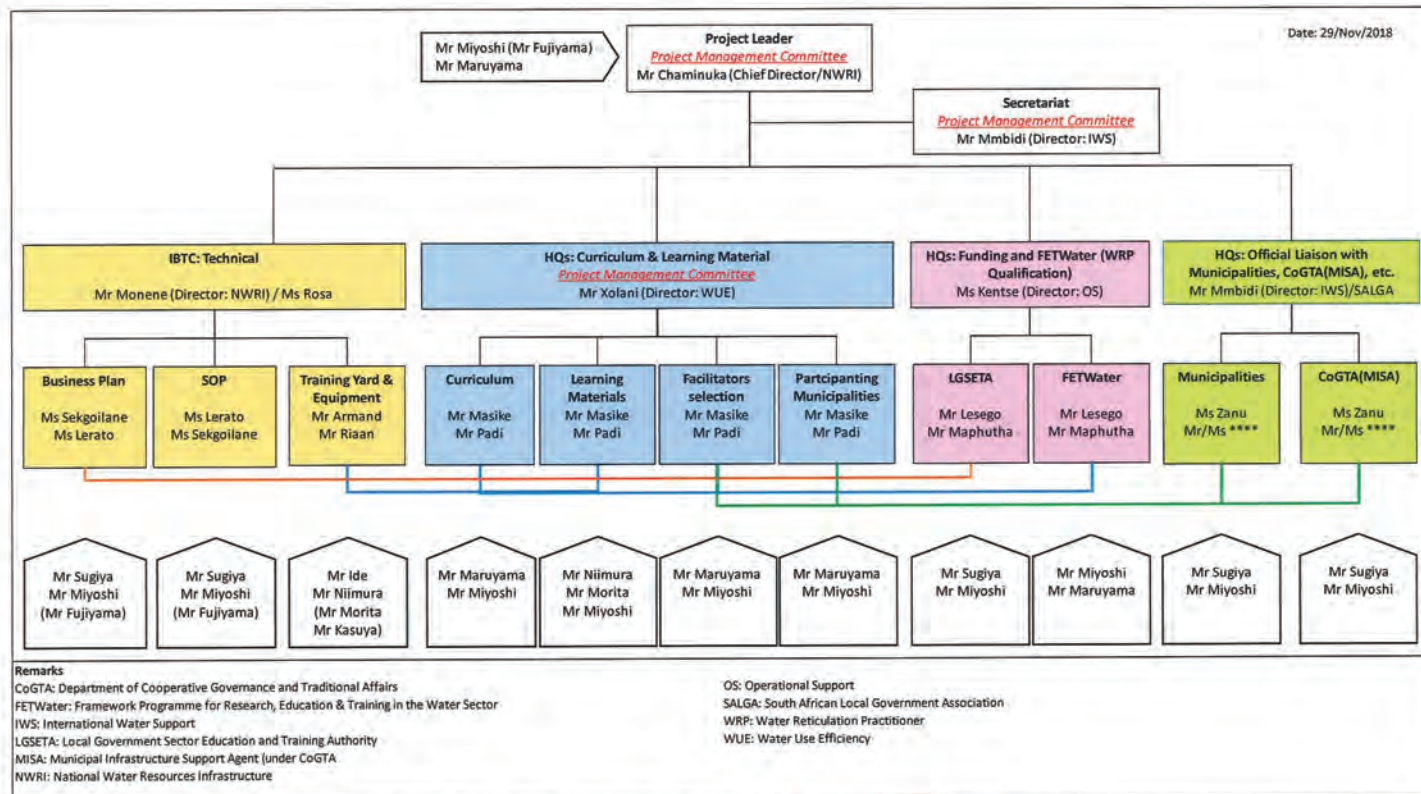 Date: 29/Nov/2018
Mr Miyoshi (Mr Fujiyama)
Mr Maruyama
Project Leader
Project Management Committee
Mr Chaminuka (Chief Director/NWRI)
Secretariat
Project Management Committee
Mr Mmbidi (Director: IWS)
IBTC: Technical
Mr Monene (Director: NWRI) / Ms Rosa
HQs: Curriculum & Learning Material
Project Management Committee
Mr Xolani (Director: WUE)
HQs: Funding and FETWater (WRP
Qualification)
Ms Kentse (Director: OS)
HQs: Official Liaison with
Municipalities, CoGTA(MISA), etc.
Mr Mmbidi (Director: IWS)/SALGA
Business Plan
Ms Sekgoilane
Ms Lerato
SOP
Ms Lerato
Ms Sekgoilane
Training Yard &
Equipment
Mr Armand
Mr Riaan
Curriculum
Mr Masike
Mr Padi
Learning
Materials
Mr Masike
Mr Padi
Facilitators
selection
Mr Masike
Mr Padi
Partcipanting
Municipalities
Mr Masike
Mr Padi
LGSETA
Mr Lesego
Mr Maphutha
FETWater
Mr Lesego
Mr Maphutha
Municipalities
Ms Zanu
Mr/Ms ****
CoGTA(MISA)
Ms Zanu
Mr/Ms ****
Mr Sugiya
Mr Miyoshi
(Mr Fujiyama)
Mr Sugiya
Mr Miyoshi
(Mr Fujiyama)
Mr Ide
Mr Niimura
(Mr Morita
Mr Kasuya)
Mr Maruyama
Mr Miyoshi
Mr Niimura
Mr Morita
Mr Miyoshi
Mr Maruyama
Mr Miyoshi
Mr Maruyama
Mr Miyoshi
Mr Sugiya
Mr Miyoshi
Mr Miyoshi
Mr Maruyama
Mr Sugiya
Mr Miyoshi
Mr Sugiya
Mr Miyoshi
Remarks
CoGTA: Department of Cooperative Governance and Traditional Affairs
FETWater: Framework Programme for Research, Education & Training in the Water Sector
IWS: International Water Support
LGSETA: Local Government Sector Education and Training Authority
MISA: Municipal Infrastructure Support Agent (under CoGTA
NWRI: National Water Resources Infrastructure
OS: Operational Support
SALGA: South African Local Government Association
WRP: Water Reticulation Practitioner
WUE: Water Use Efficiency